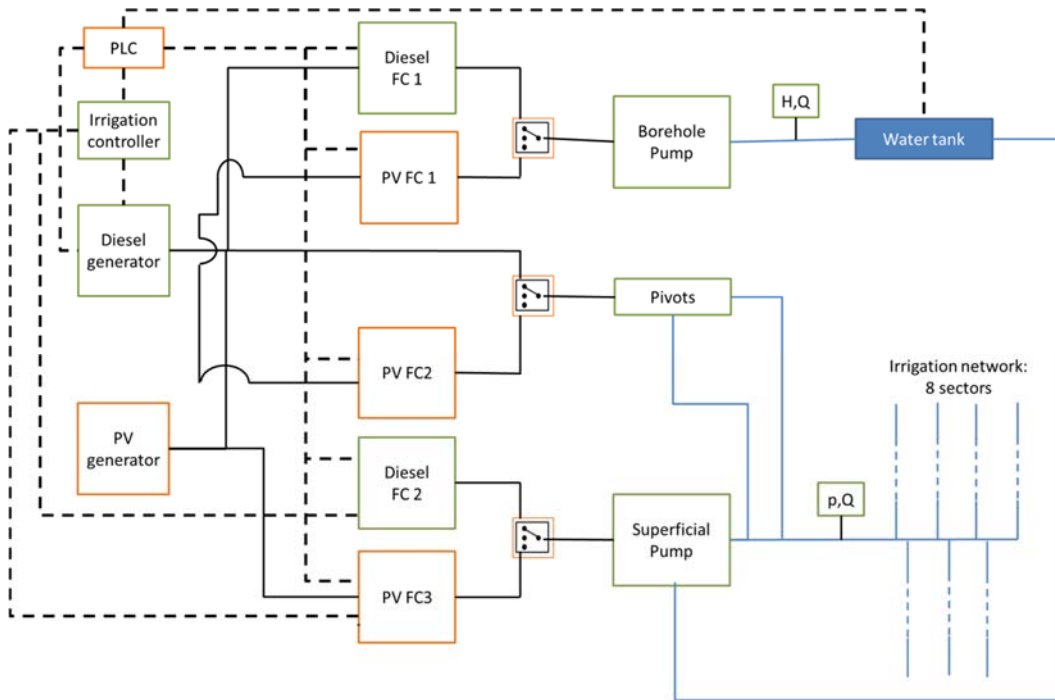 PLC
Diesel
FC 1
H,Q
Irrigation
controller
Borehole
Pump
Water tank
PV FC 1
Diesel
generator
Pivots
PV FC2
Irrigation network:
8 sectors
PV
generator
Diesel
FC 2
p,Q
Superficial
Pump
PV FC3